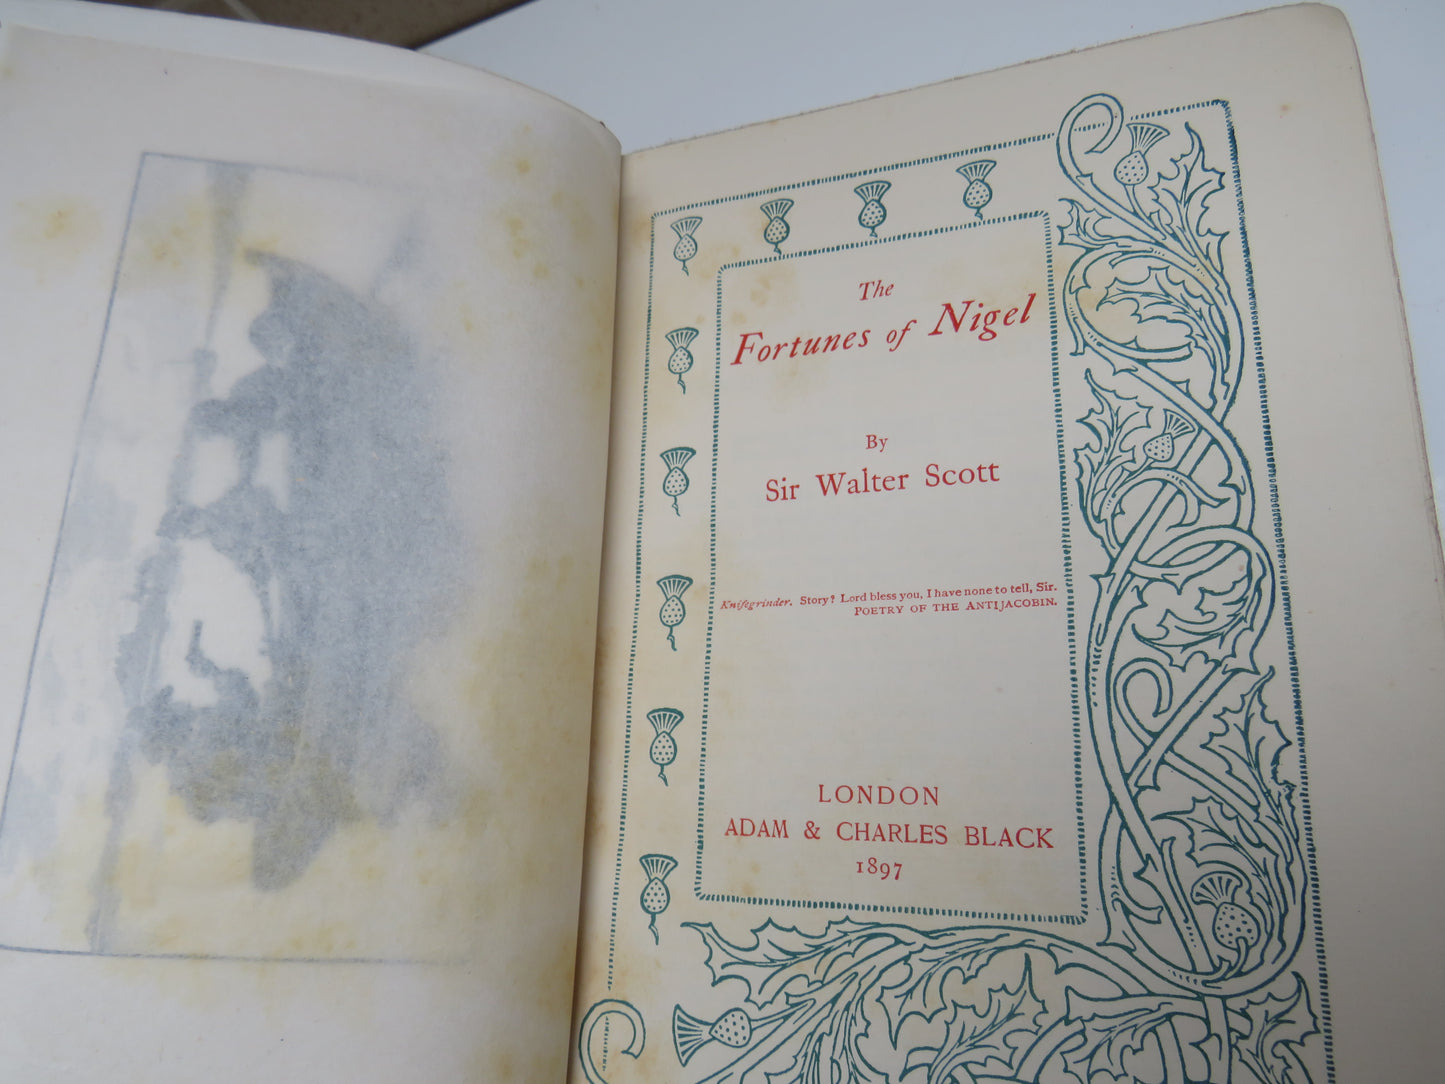 The
Fortunes of Nigel
By
Sir Walter Scott
Knifegrinder. Story? Lord bless you, I have none to tell, Sir.
POETRY OF THE ANTIJACOBIN.
LONDON
ADAM & CHARLES BLACK
1897